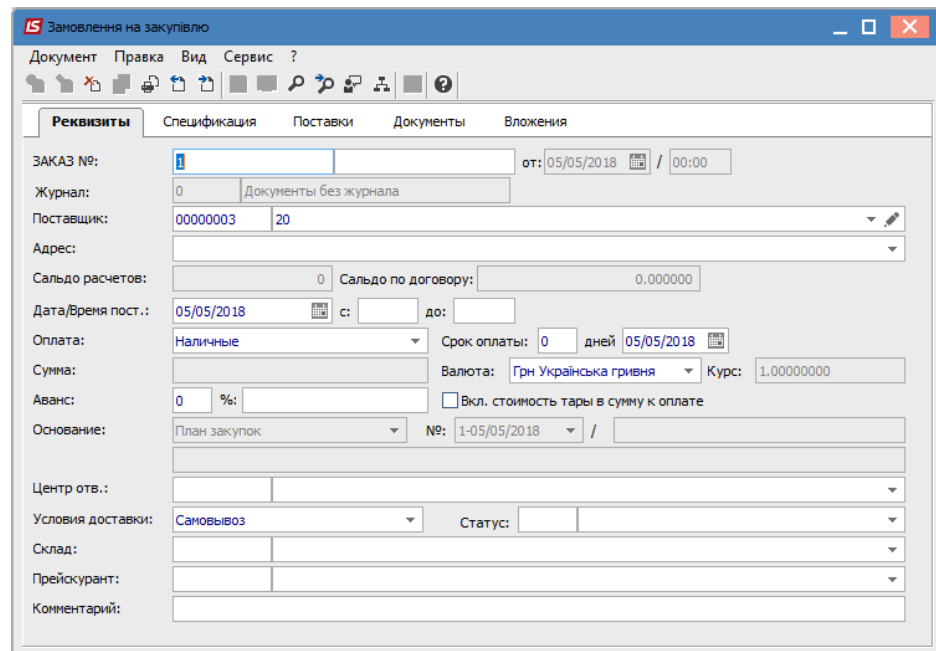 IS Замовлення на закупівлю
Документ Правка Вид Сервис ?
Реквизиты Спецификация Поставки Документы Вложения
ЗАКАЗ №: 1 от: 05/05/2018 / 00:00
Журнал: 0 Документы без журнала
Поставщик: 00000003 20
Адрес:
Сальдо расчетов: 0 Сальдо по договору: 0.000000
Дата/Время пост.: 05/05/2018 с: до:
Оплата: Наличные Срок оплаты: 0 дней 05/05/2018
Сумма: Валюта: Грн Українська гривня Курс: 1.00000000
Аванс: 0 %: Вкл. стоимость тары в сумму к оплате
Основание: План закупок №: 1-05/05/2018 /
Центр отв.:
Условия доставки: Самовывоз Статус:
Склад:
Прейскурант:
Комментарий: